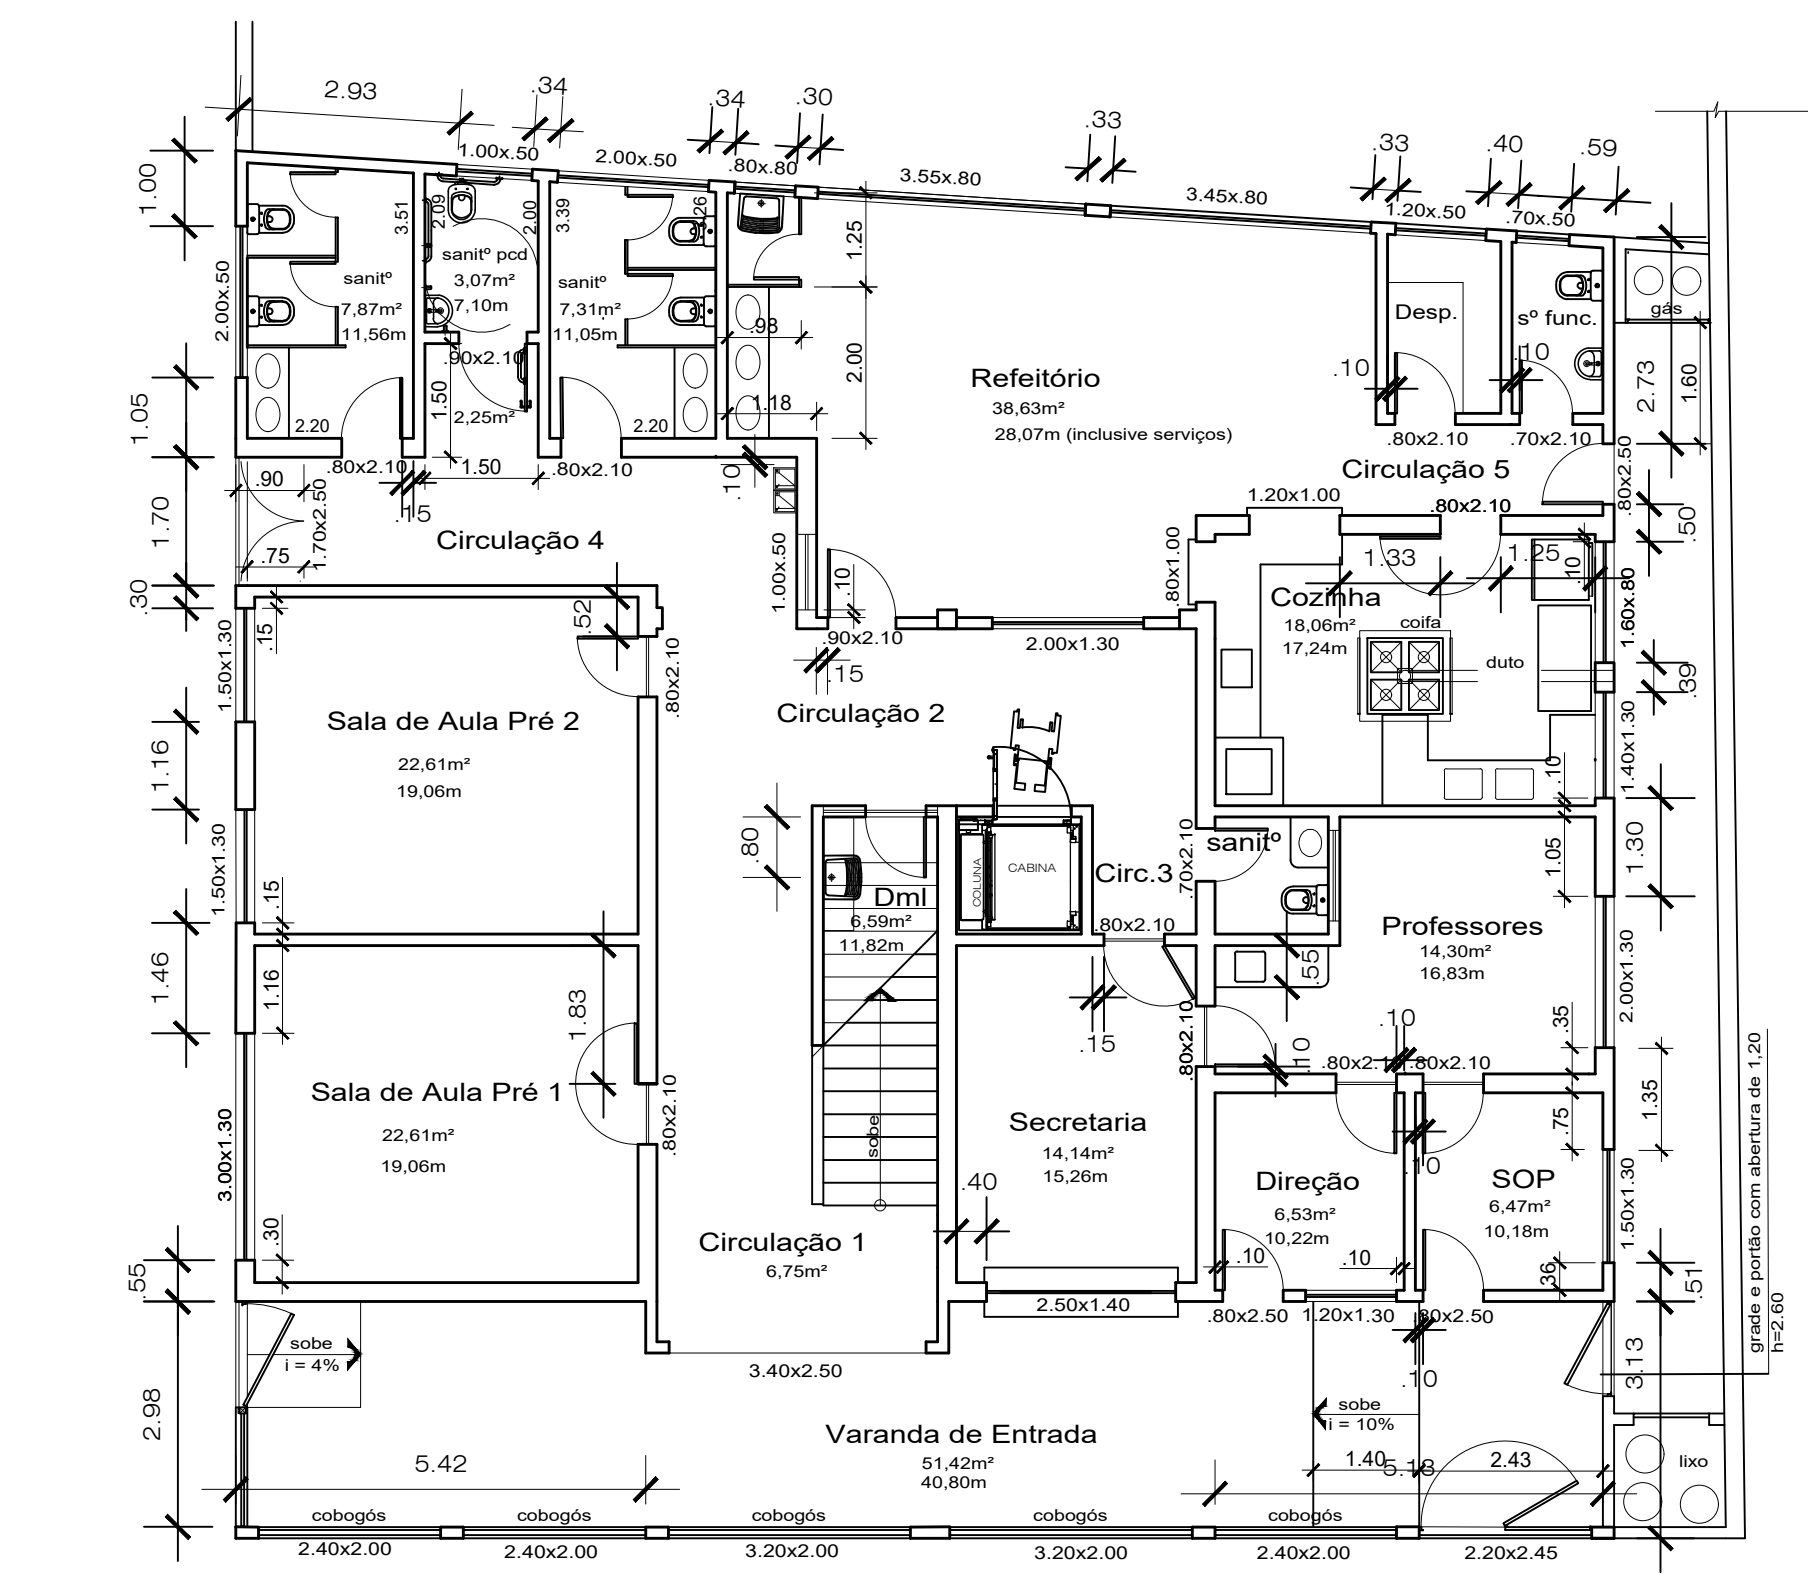 2.93
.34
.34
.30
.33
.33
.40
.59
1.00x.50
2.00x.50
.80x.80
3.55x.80
3.45x.80
1.20x.50
.70x.50
1.00
3.51
2.09
2.00
3.39
.26
1.25
sanitº pcd
3,07m²
7,10m
sanitº
7,87m²
11,56m
sanitº
7,31m²
11,05m
2.00x.50
gás
Desp.
sº func.
.98
.90x2.10
2.00
.10
.10
2.73
1.60
Refeitório
38,63m²
28,07m (inclusive serviços)
1.05
1.50
2,25m²
1.18
2.20
2.20
.80x2.10
.70x2.10
.80x2.10
1.50
.80x2.10
.10
Circulação 5
.80x2.50
.90
.15
1.70x2.50
1.70
1.20x1.00
.80x2.10
.50
Circulação 4
.75
1.00x.50
.80x1.00
1.33
1.25
.10
.30
.15
.52
.10
Cozinha
18,06m²
17,24m
coifa
duto
1.60x.80
.90x2.10
2.00x1.30
.15
1.50x1.30
.80x2.10
.39
Sala de Aula Pré 2
22,61m²
19,06m
Circulação 2
1.16
1.40x1.30
.10
.80
1.50x1.30
.70x2.10
sanitº
1.05
1.30
COLUNA
CABINA
Circ.3
Dml
6,59m²
11,82m
.15
.80x2.10
Professores
14,30m²
16,83m
1.46
1.16
1.83
.55
2.00x1.30
.15
.80x2.10
.10
.10
.35
.80x2.10
.80x2.10
Sala de Aula Pré 1
22,61m²
19,06m
.80x2.10
3.00x1.30
sobe
Secretaria
14,14m²
15,26m
.75
1.35
.10
Direção
6,53m²
10,22m
SOP
6,47m²
10,18m
1.50x1.30
.40
Circulação 1
6,75m²
.30
.10
.10
.36
.55
.51
2.50x1.40
.80x2.50
1.20x1.30
.80x2.50
grade e portão com abertura de 1,20
h=2.60
sobe
i = 4%
3.40x2.50
.10
3.13
2.98
sobe
i = 10%
Varanda de Entrada
51,42m²
40,80m
5.42
1.40
5.13
2.43
lixo
cobogós
cobogós
cobogós
cobogós
cobogós
2.40x2.00
2.40x2.00
3.20x2.00
3.20x2.00
2.40x2.00
2.20x2.45